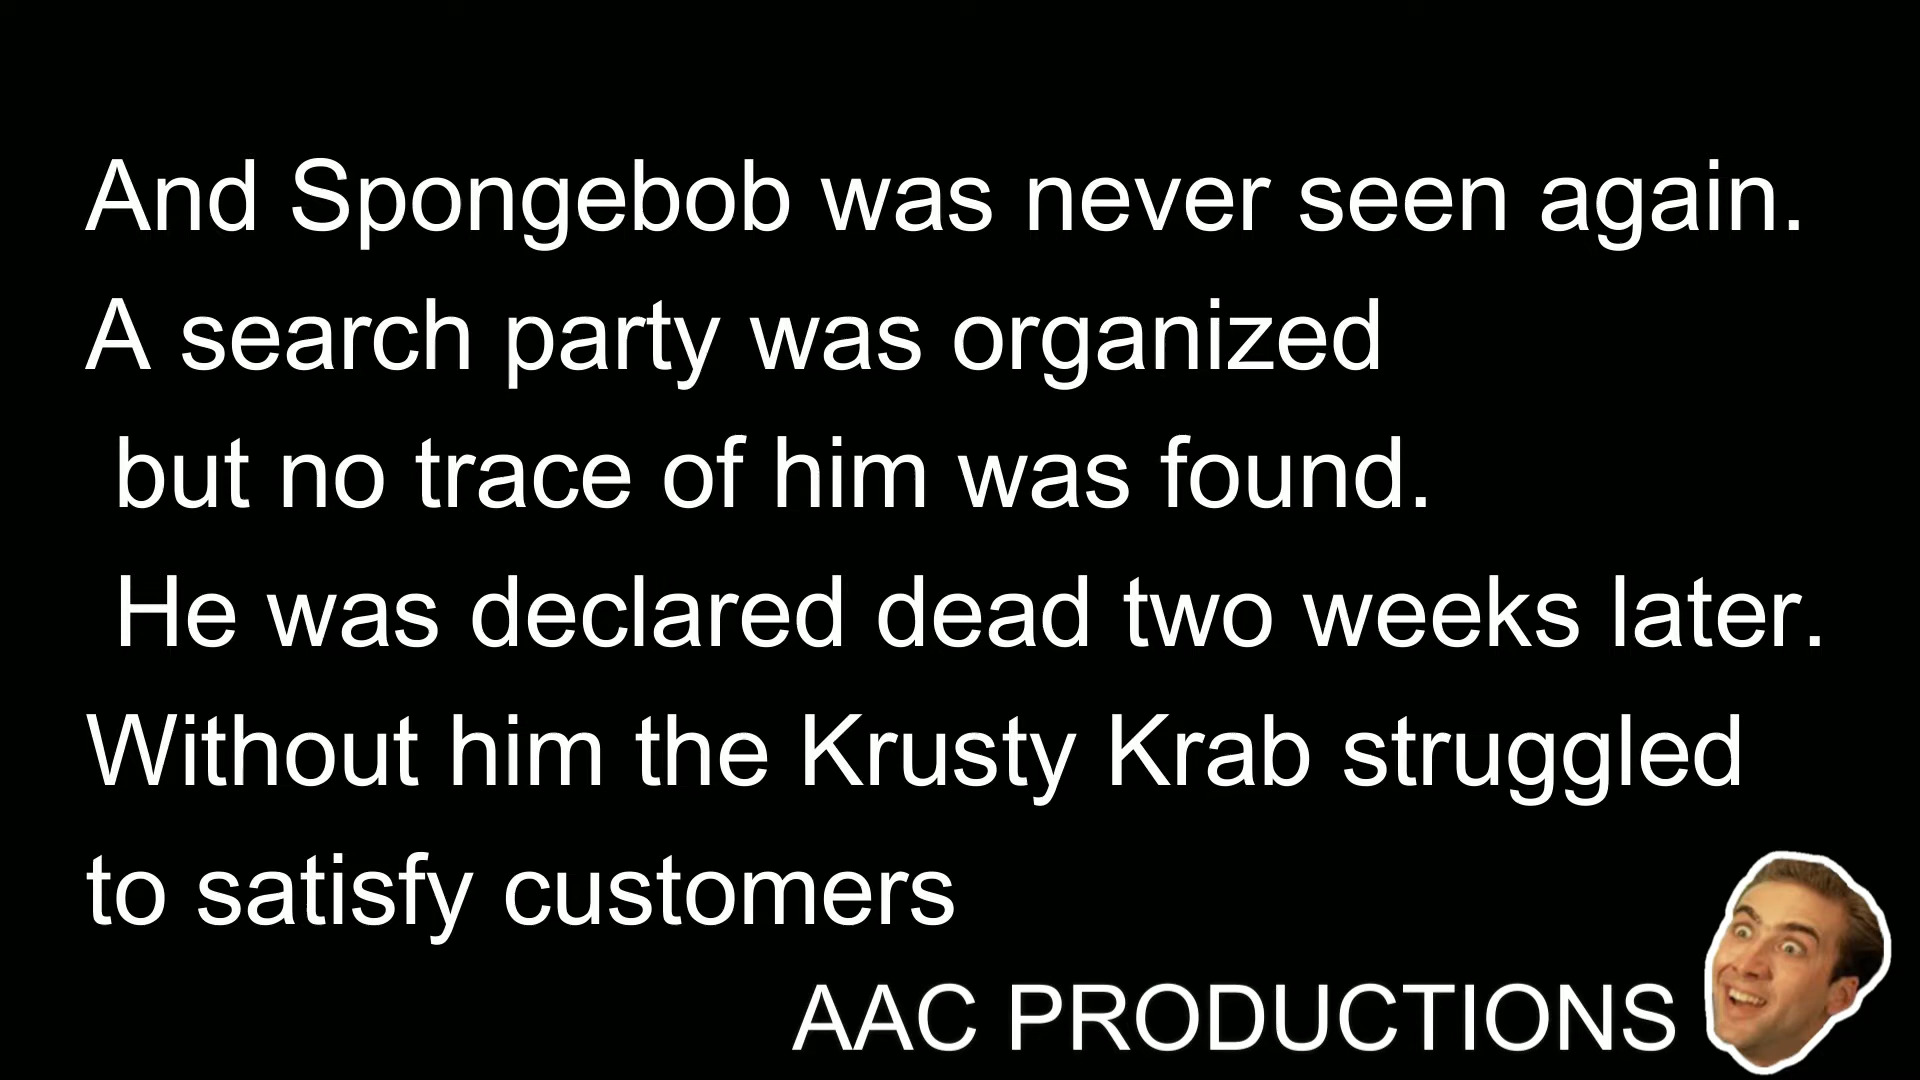 And Spongebob was never seen again.
A search party was organized
but no trace of him was found.
He was declared dead two weeks later.
Without him the Krusty Krab struggled
to satisfy customers
AAC PRODUCTIONS